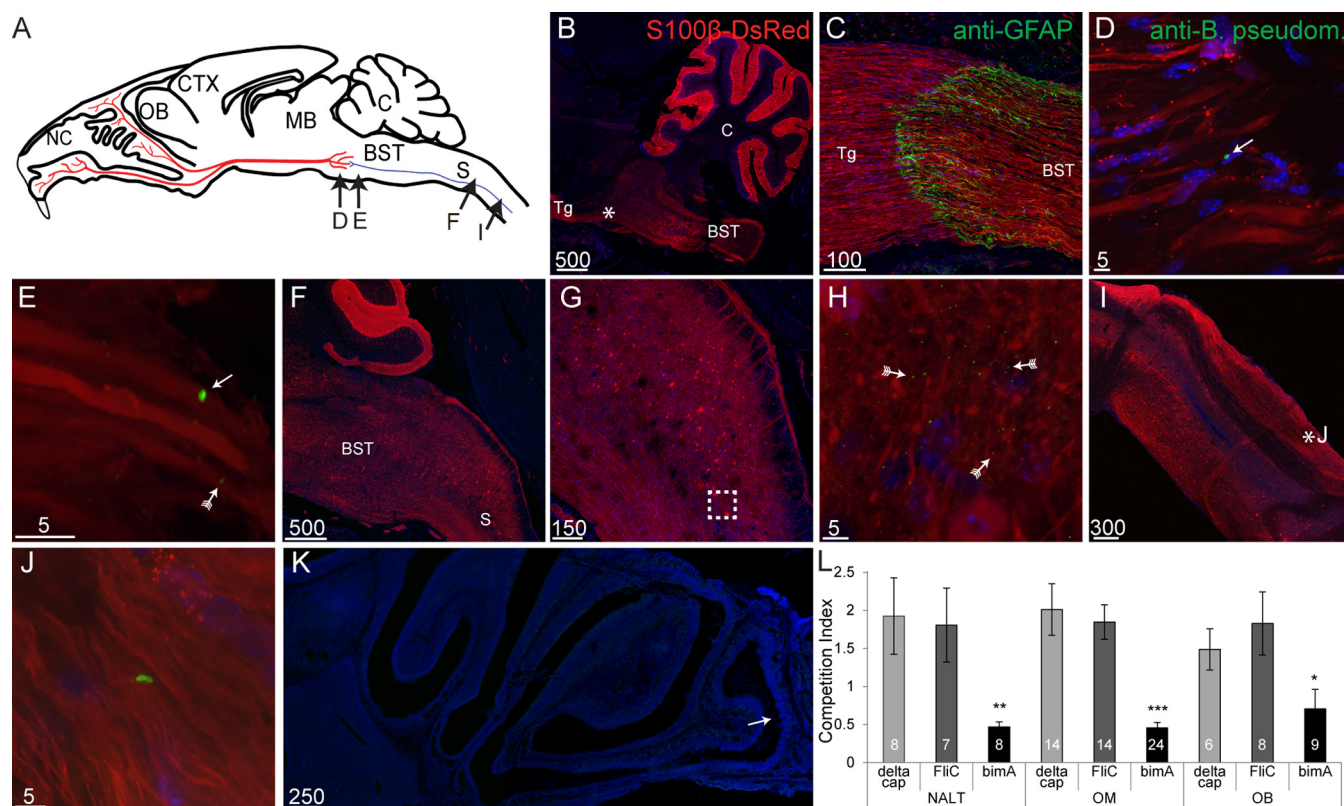 A
NC
OB
CTX
MB
C
BST
S
D
E
F
I
B
S100β-DsRed
C
Tg
*
BST
500
C
anti-GFAP
Tg
BST
100
D
anti-B. pseudom.
5
E
5
F
BST
S
500
G
150
H
5
I
*J
300
J
5
K
250
L
Competition Index
2.5
2
1.5
1
0.5
0
** *** *
8 7 8 14 14 24 6 8 9
delta cap FliC bimA delta cap FliC bimA delta cap FliC bimA
NALT OM OB